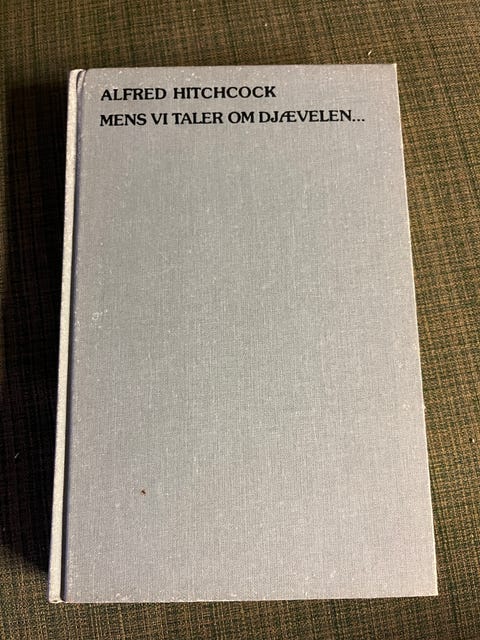 ALFRED HITCHCOCK
MENS VI TALER OM DJÆVELEN...